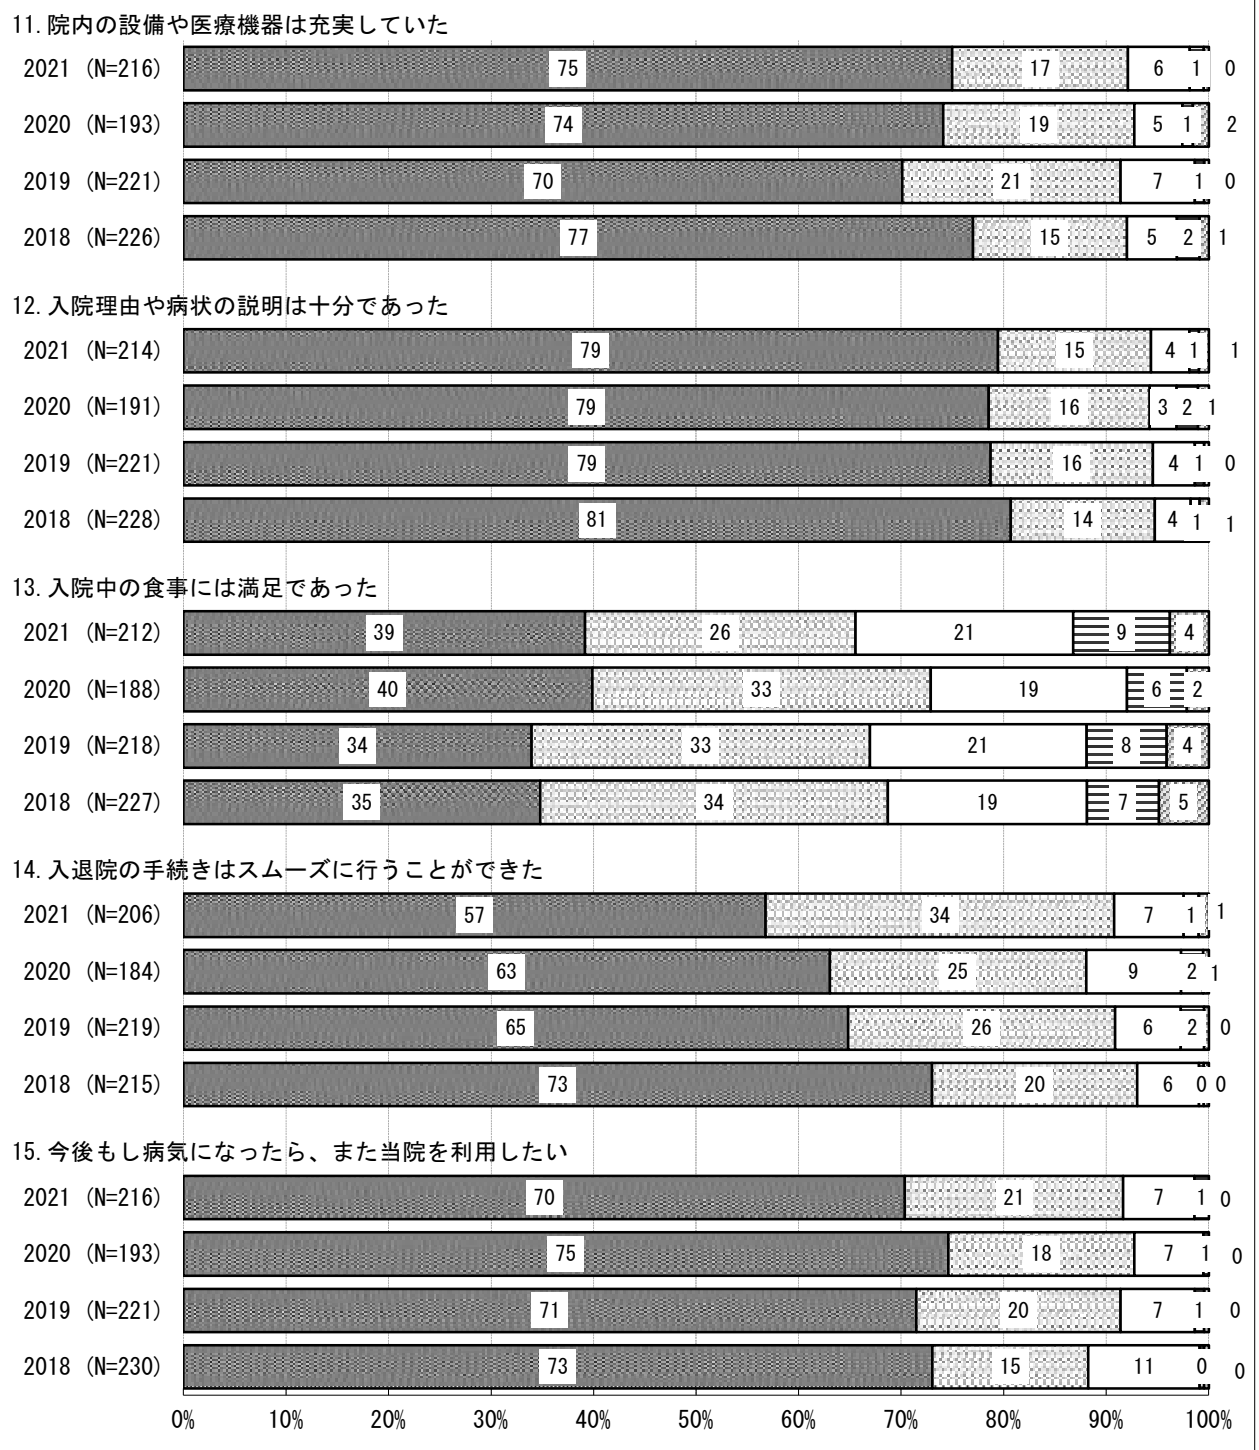 11. 院内の設備や医療機器は充実していた
2021 (N=216) 75 17 6 1 0
2020 (N=193) 74 19 5 1 2
2019 (N=221) 70 21 7 1 0
2018 (N=226) 77 15 5 2 1
12. 入院理由や病状の説明は十分であった
2021 (N=214) 79 15 4 1 1
2020 (N=191) 79 16 3 2 1
2019 (N=221) 79 16 4 1 0
2018 (N=228) 81 14 4 1 1
13. 入院中の食事には満足であった
2021 (N=212) 39 26 21 9 4
2020 (N=188) 40 33 19 6 2
2019 (N=218) 34 33 21 8 4
2018 (N=227) 35 34 19 7 5
14. 入退院の手続きはスムーズに行うことができた
2021 (N=206) 57 34 7 1 1
2020 (N=184) 63 25 9 2 1
2019 (N=219) 65 26 6 2 0
2018 (N=215) 73 20 6 0 0
15. 今後もし病気になったら、また当院を利用したい
2021 (N=216) 70 21 7 1 0
2020 (N=193) 75 18 7 1 0
2019 (N=221) 71 20 7 1 0
2018 (N=230) 73 15 11 0 0
0% 10% 20% 30% 40% 50% 60% 70% 80% 90% 100%